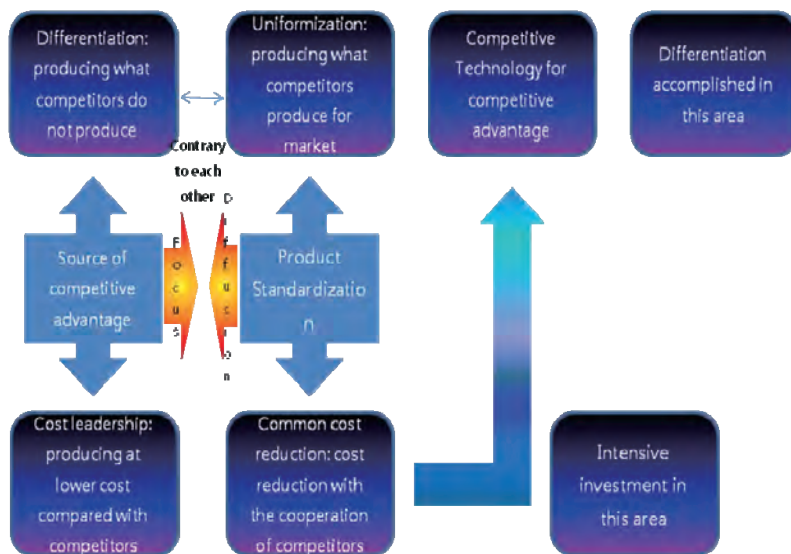 Differentiation:
producing what
competitors do
not produce
Uniformization:
producing what
competitors
produce for
market
Competitive
Technology for
competitive
advantage
Differentiation
accomplished in
this area
Contrary
to each
other
Source of
competitive
advantage
Focus
Diffusion
Product
Standardizatio
n
Cost leadership:
producing at
lower cost
compared with
competitors
Common cost
reduction: cost
reduction with
the cooperation
of competitors
Intensive
investment in
this area